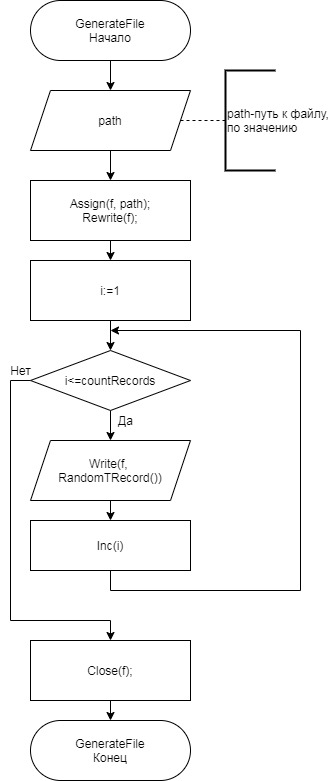 GenerateFile
Начало
path
path-путь к файлу,
по значению
Assign(f, path);
Rewrite(f);
i:=1
i<=countRecords
Нет
Да
Write(f,
RandomTRecord())
Inc(i)
Close(f);
GenerateFile
Конец